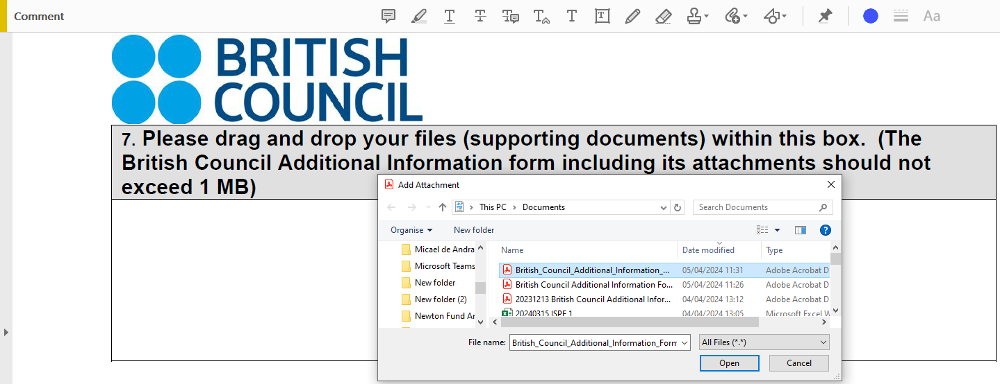 Comment
T T T T T T Aa
BRITISH
COUNCIL
7. Please drag and drop your files (supporting documents) within this box. (The
British Council Additional Information form including its attachments should not
exceed 1 MB)
Add Attachment
This PC > Documents
Search Documents
Organise New folder
Micael de Andra
Microsoft Teams
New folder
New folder (2)
Newton Fund Ar
Name Date modified Type
British_Council_Additional_Information_... 05/04/2024 11:31 Adobe Acrobat D
British Council Additional Information Fo... 05/04/2024 11:26 Adobe Acrobat D
20231213 British Council Additional Infor... 04/04/2024 13:12 Adobe Acrobat D
20240315 ISPF 1 04/04/2024 13:05 Microsoft Excel W
File name: British_Council_Additional_Information_Form All Files (*.*)
Open Cancel